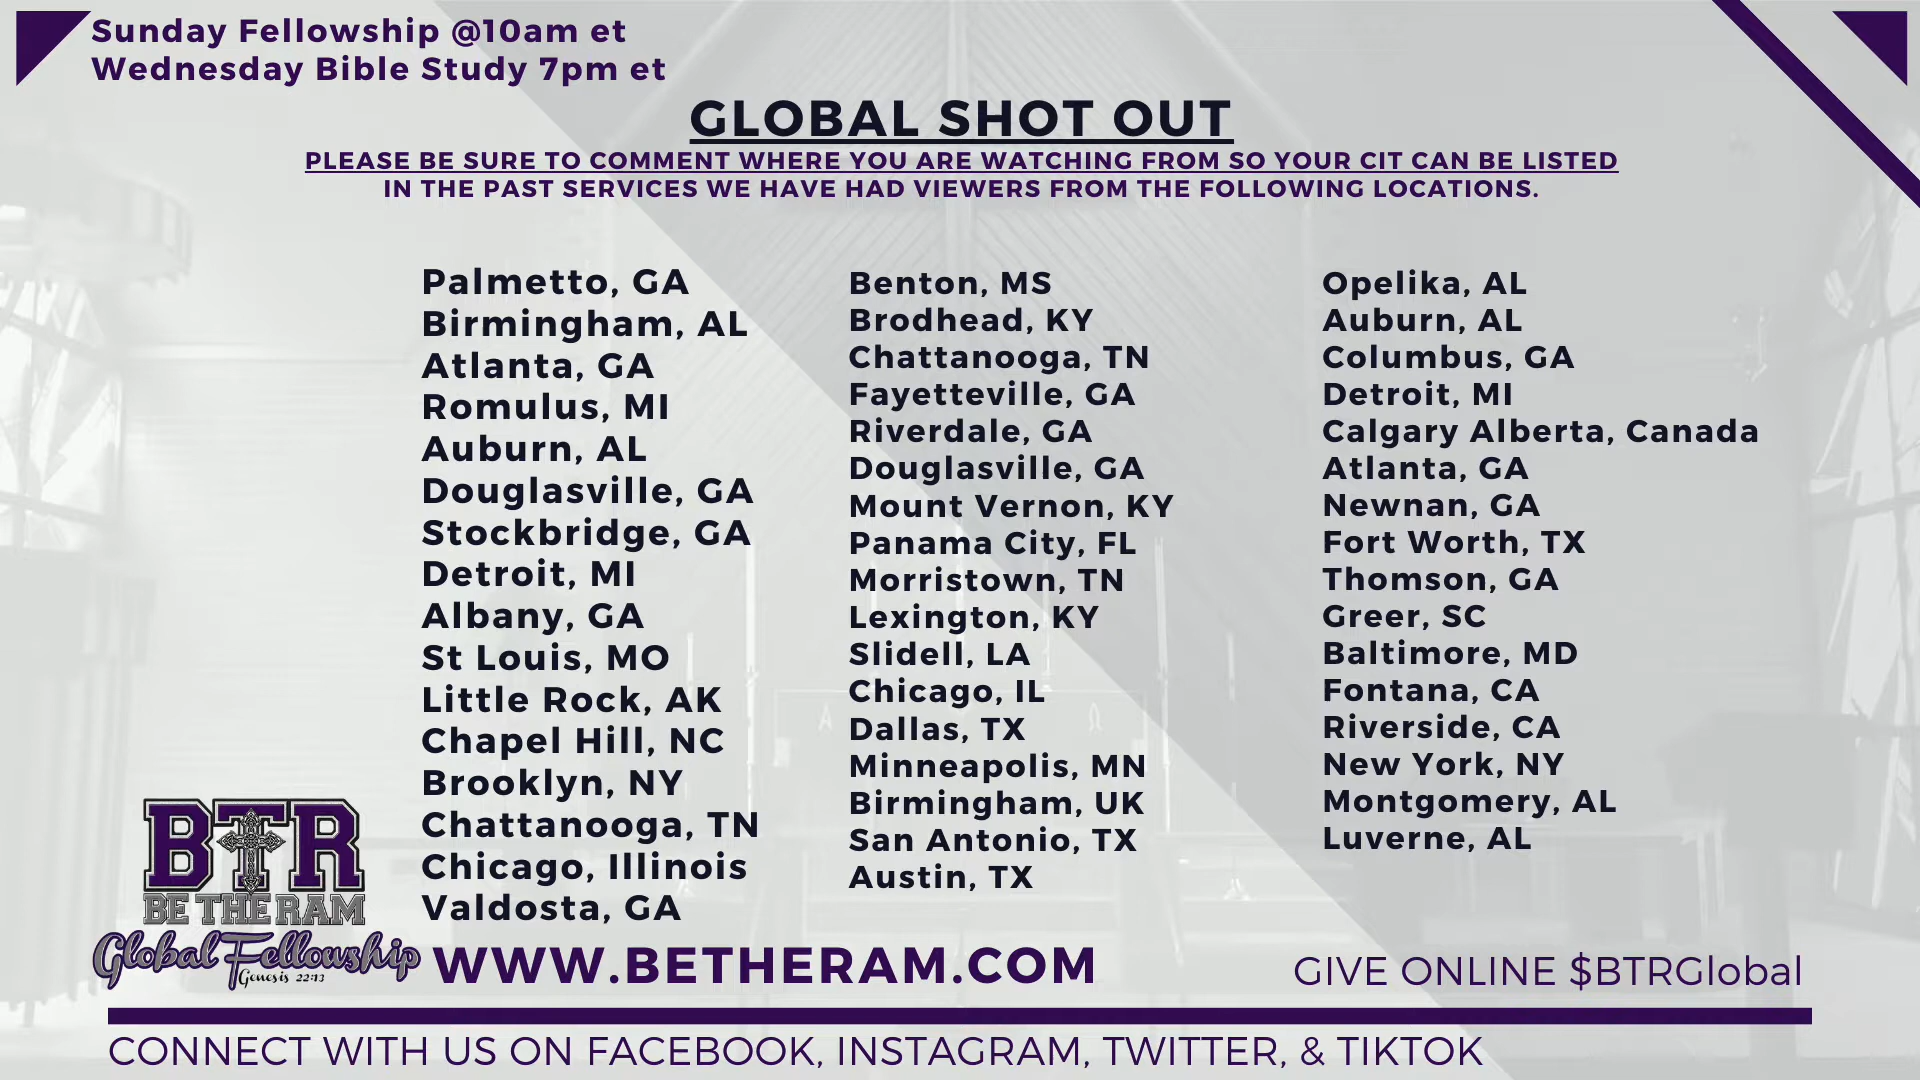 Sunday Fellowship @10am et
Wednesday Bible Study 7pm et
GLOBAL SHOT OUT
PLEASE BE SURE TO COMMENT WHERE YOU ARE WATCHING FROM SO YOUR CIT CAN BE LISTED
IN THE PAST SERVICES WE HAVE HAD VIEWERS FROM THE FOLLOWING LOCATIONS.
Palmetto, GA
Birmingham, AL
Atlanta, GA
Romulus, MI
Auburn, AL
Douglasville, GA
Stockbridge, GA
Detroit, MI
Albany, GA
St Louis, MO
Little Rock, AK
Chapel Hill, NC
Brooklyn, NY
Chattanooga, TN
Chicago, Illinois
Valdosta, GA
Benton, MS
Brodhead, KY
Chattanooga, TN
Fayetteville, GA
Riverdale, GA
Douglasville, GA
Mount Vernon, KY
Panama City, FL
Morristown, TN
Lexington, KY
Slidell, LA
Chicago, IL
Dallas, TX
Minneapolis, MN
Birmingham, UK
San Antonio, TX
Austin, TX
Opelika, AL
Auburn, AL
Columbus, GA
Detroit, MI
Calgary Alberta, Canada
Atlanta, GA
Newnan, GA
Fort Worth, TX
Thomson, GA
Greer, SC
Baltimore, MD
Fontana, CA
Riverside, CA
New York, NY
Montgomery, AL
Luverne, AL
BTR
BE THE RAM
Global Fellowship
Genesis 22:13
WWW.BETHERAM.COM
GIVE ONLINE $BTRGlobal
CONNECT WITH US ON FACEBOOK, INSTAGRAM, TWITTER, & TIKTOK